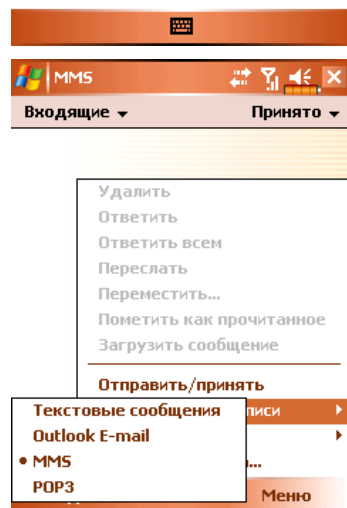 MMS
Входящие Принято
Удалить
Ответить
Ответить всем
Переслать
Переместить...
Пометить как прочитанное
Загрузить сообщение
Отправить/принять
Текстовые сообщения
Outlook E-mail
MMS
POP3
Меню